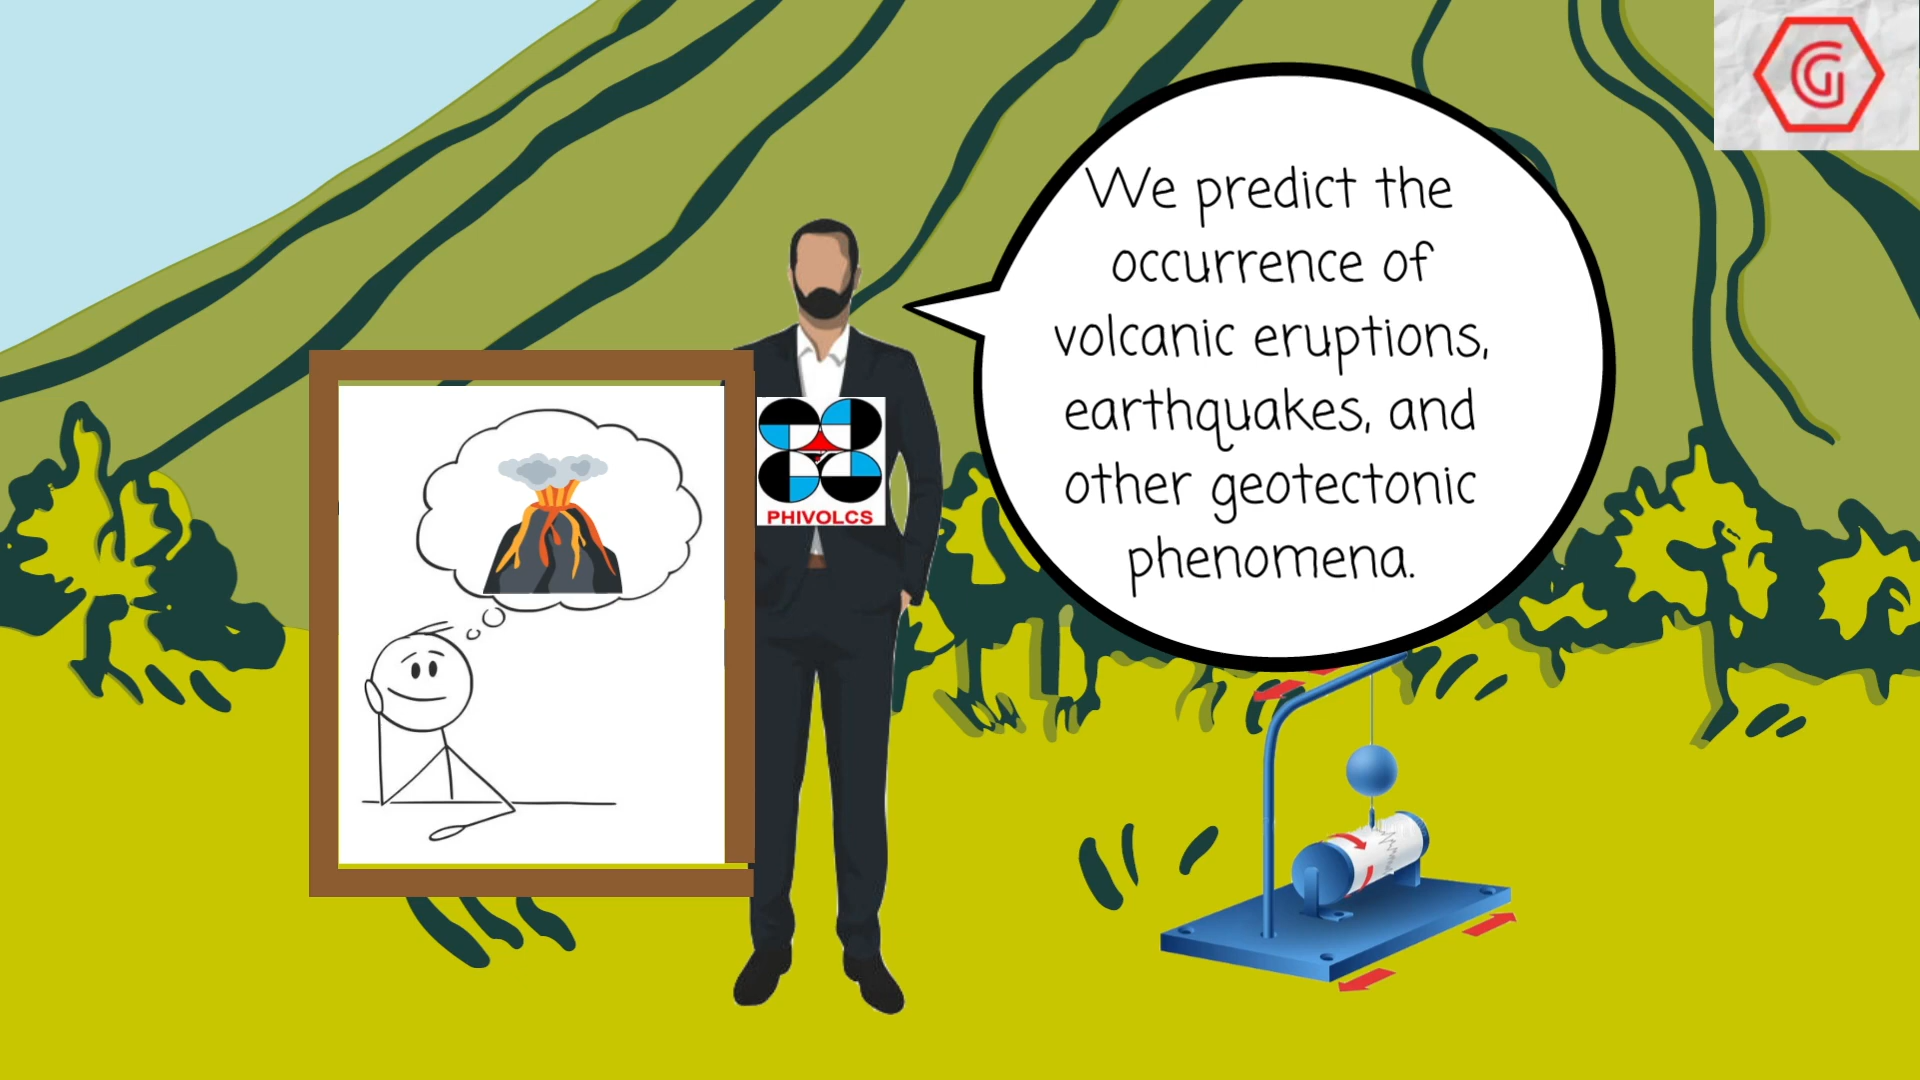 We predict the
occurrence of
volcanic eruptions,
earthquakes, and
other geotectonic
phenomena.
PHIVOLCS
G